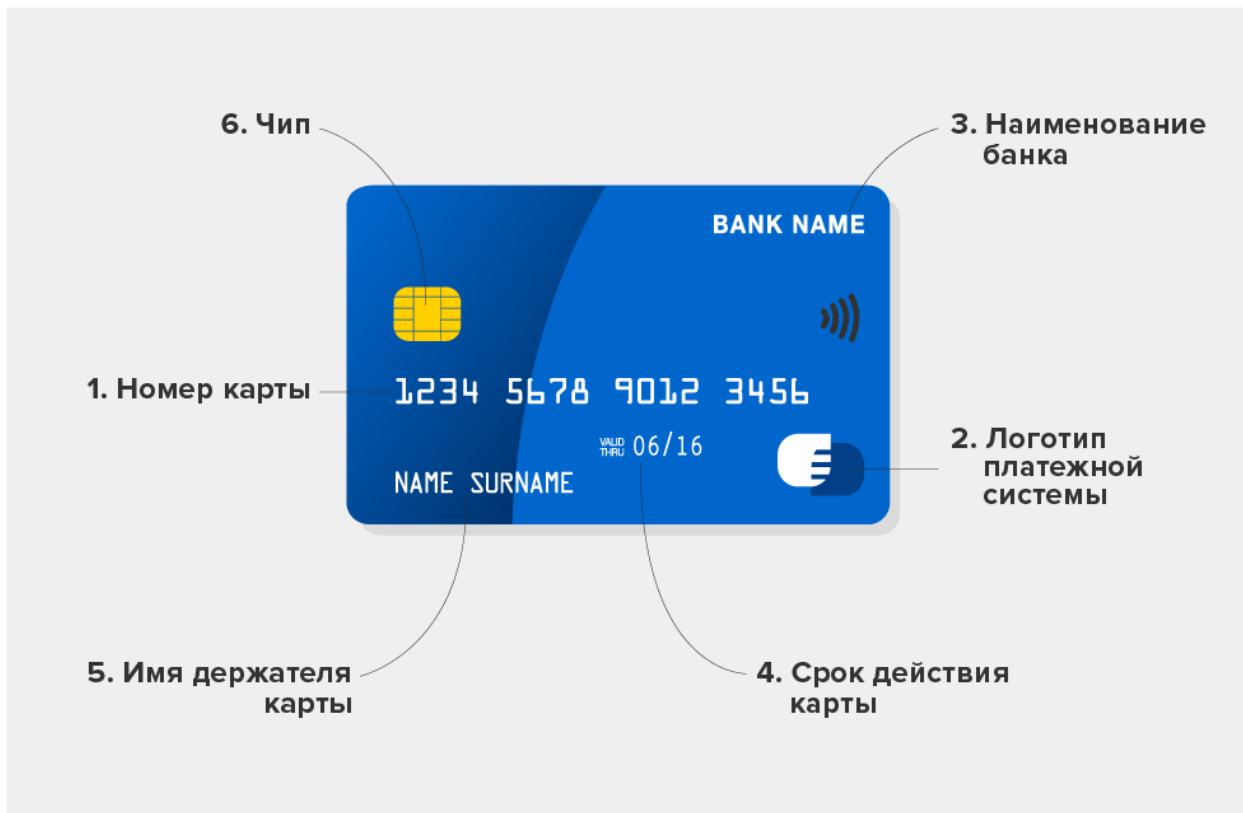 6. Чип
3. Наименование
банка
BANK NAME
1. Номер карты
1234 5678 9012 3456
VALID
THRU 06/16
2. Логотип
платежной
системы
NAME SURNAME
5. Имя держателя
карты
4. Срок действия
карты